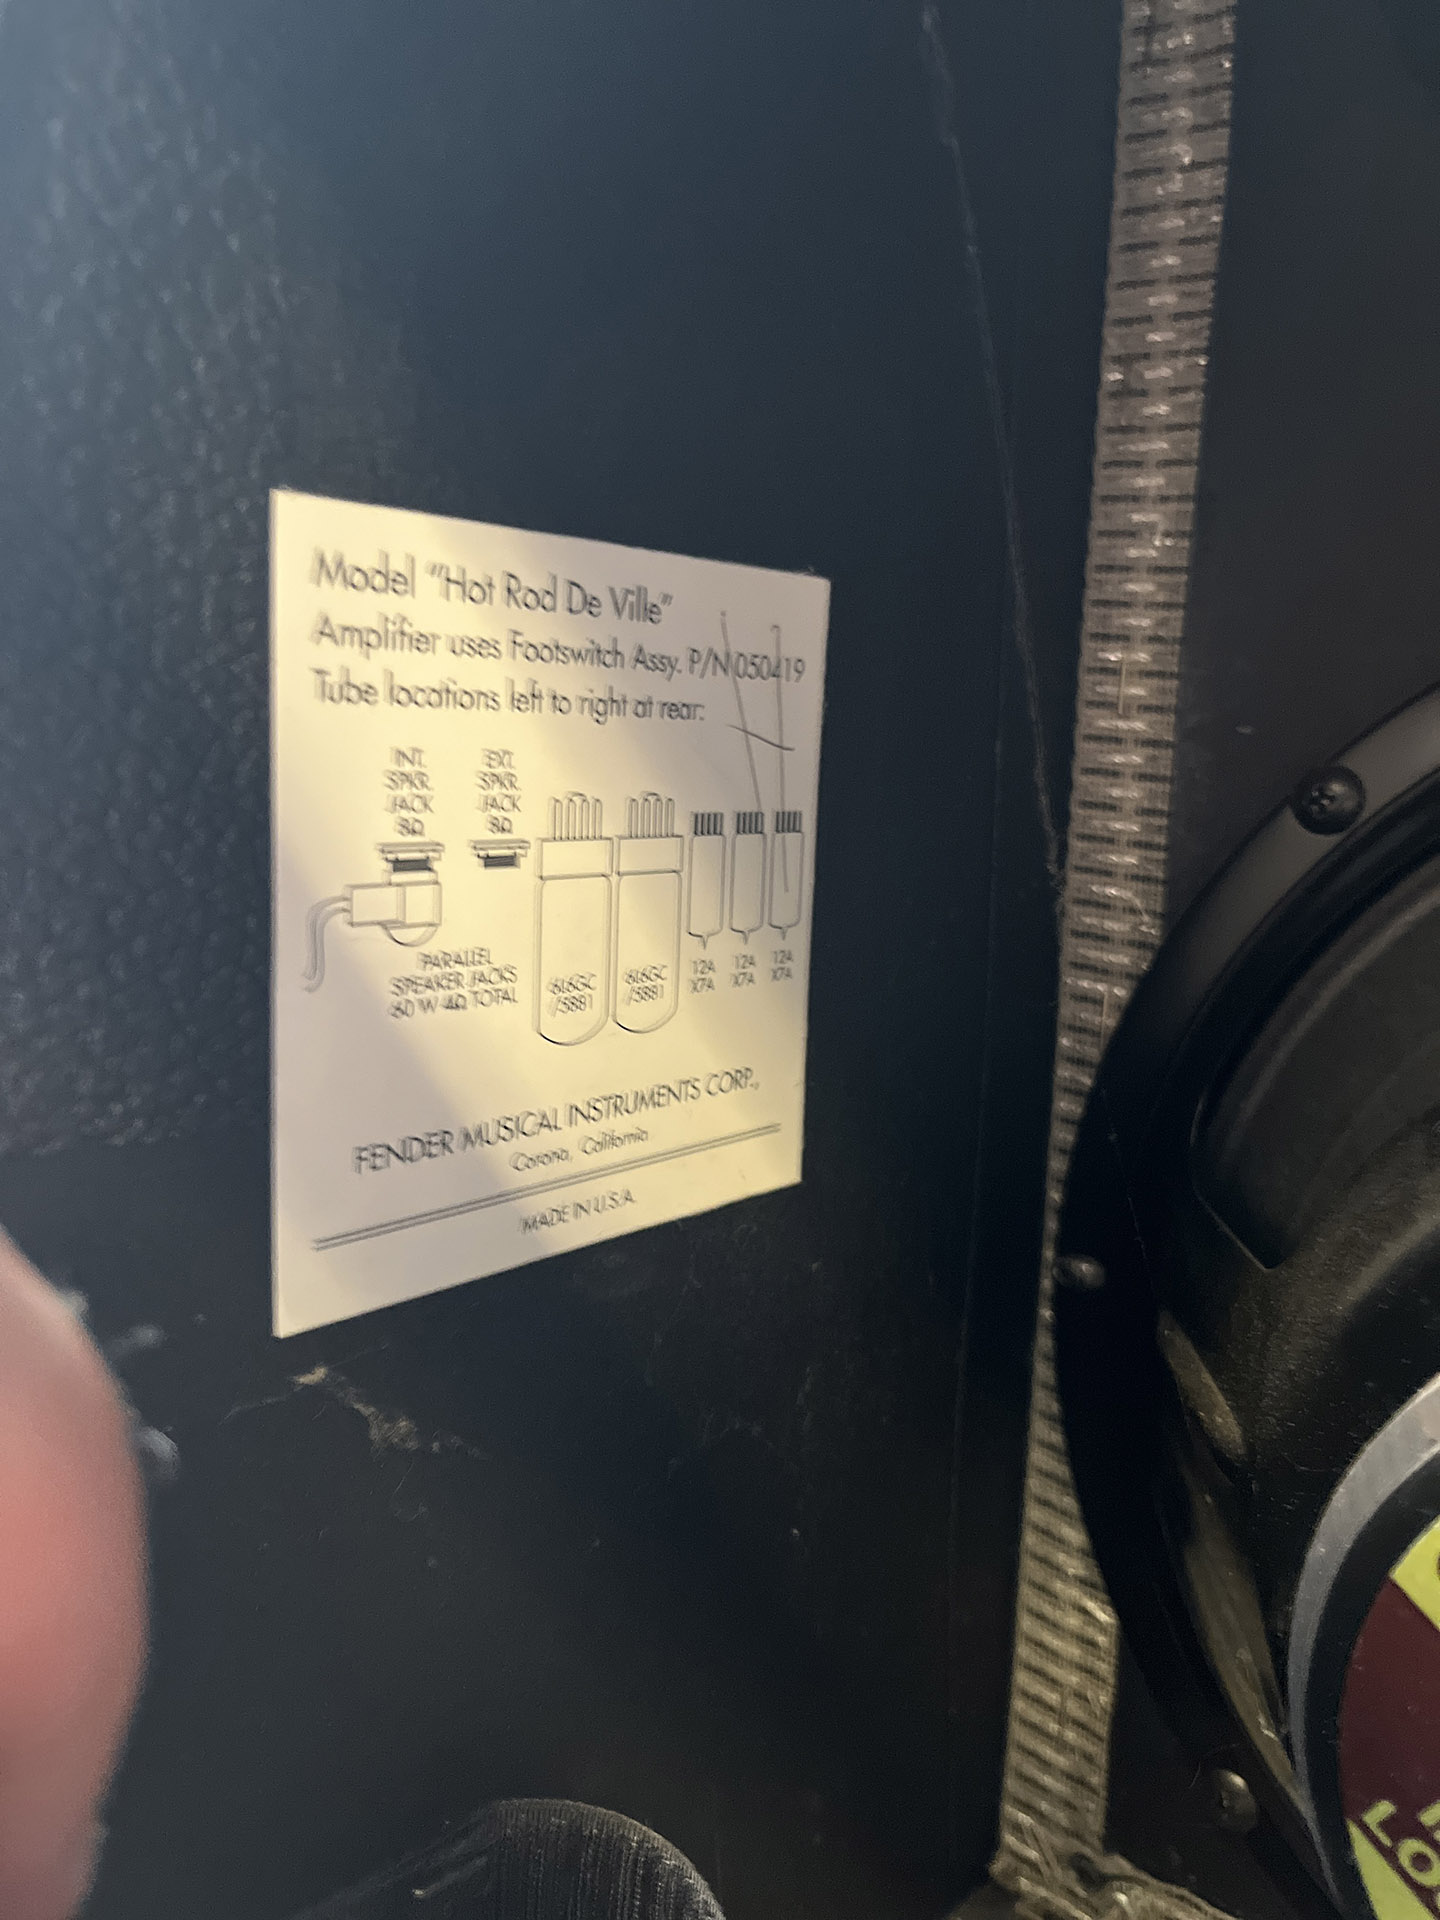 Model "Hot Rod De Ville"
Amplifier uses Footswitch Assy. P/N 050419
Tube locations left to right at rear:
INT.
SPKR.
JACK
8Ω
EXT.
SPKR.
JACK
8Ω
PARALLEL
SPEAKER JACKS
60 W 4Ω TOTAL
6L6GC
/5881
6L6GC
/5881
12A
X7A
12A
X7A
12A
X7A
FENDER MUSICAL INSTRUMENTS CORP.,
Corona, California
MADE IN U.S.A.